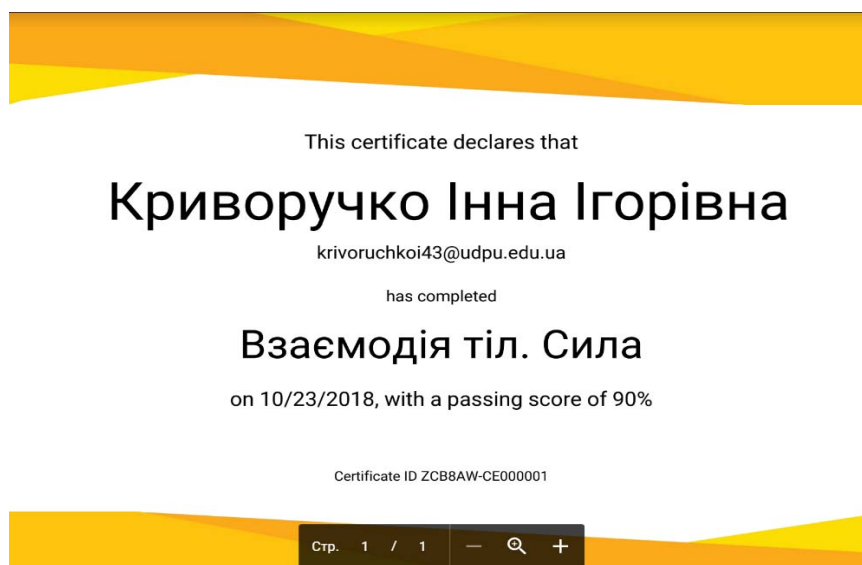 This certificate declares that
Криворучко Інна Ігорівна
krivoruchkoi43@udpu.edu.ua
has completed
Взаємодія тіл. Сила
on 10/23/2018, with a passing score of 90%
Certificate ID ZCB8AW-CE000001
Стр. 1 / 1